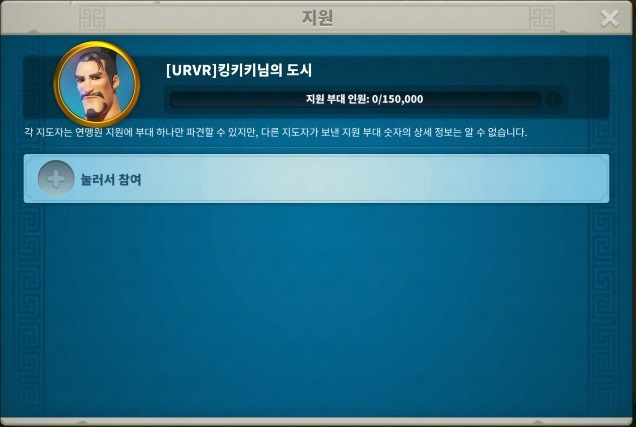 지원
[URVR]킹키키님의 도시
지원 부대 인원: 0/150,000
각 지도자는 연맹원 지원에 부대 하나만 파견할 수 있지만, 다른 지도자가 보낸 지원 부대 숫자의 상세 정보는 알 수 없습니다.
눌러서 참여